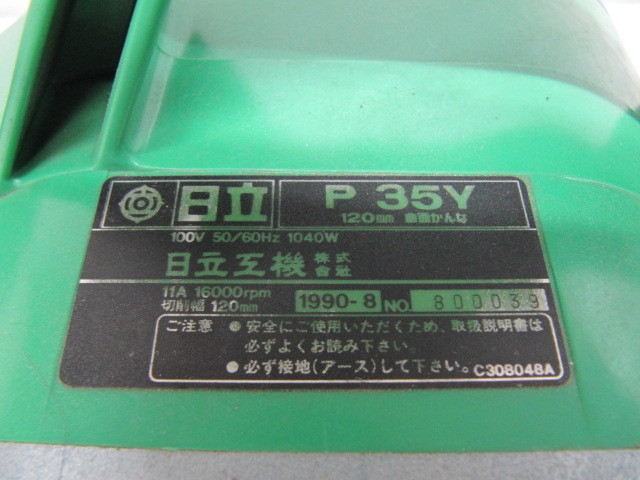 日立 P 35Y
120mm 曲面かんな
100V 50/60Hz 1040W
日立工機 株式会社
11A 16000rpm
切削幅 120mm 1990-8 NO. 800039
ご注意 ● 安全にご使用いただくため、取扱説明書は
必ずよくお読み下さい
● 必ず接地(アース)して下さい。 C308048A